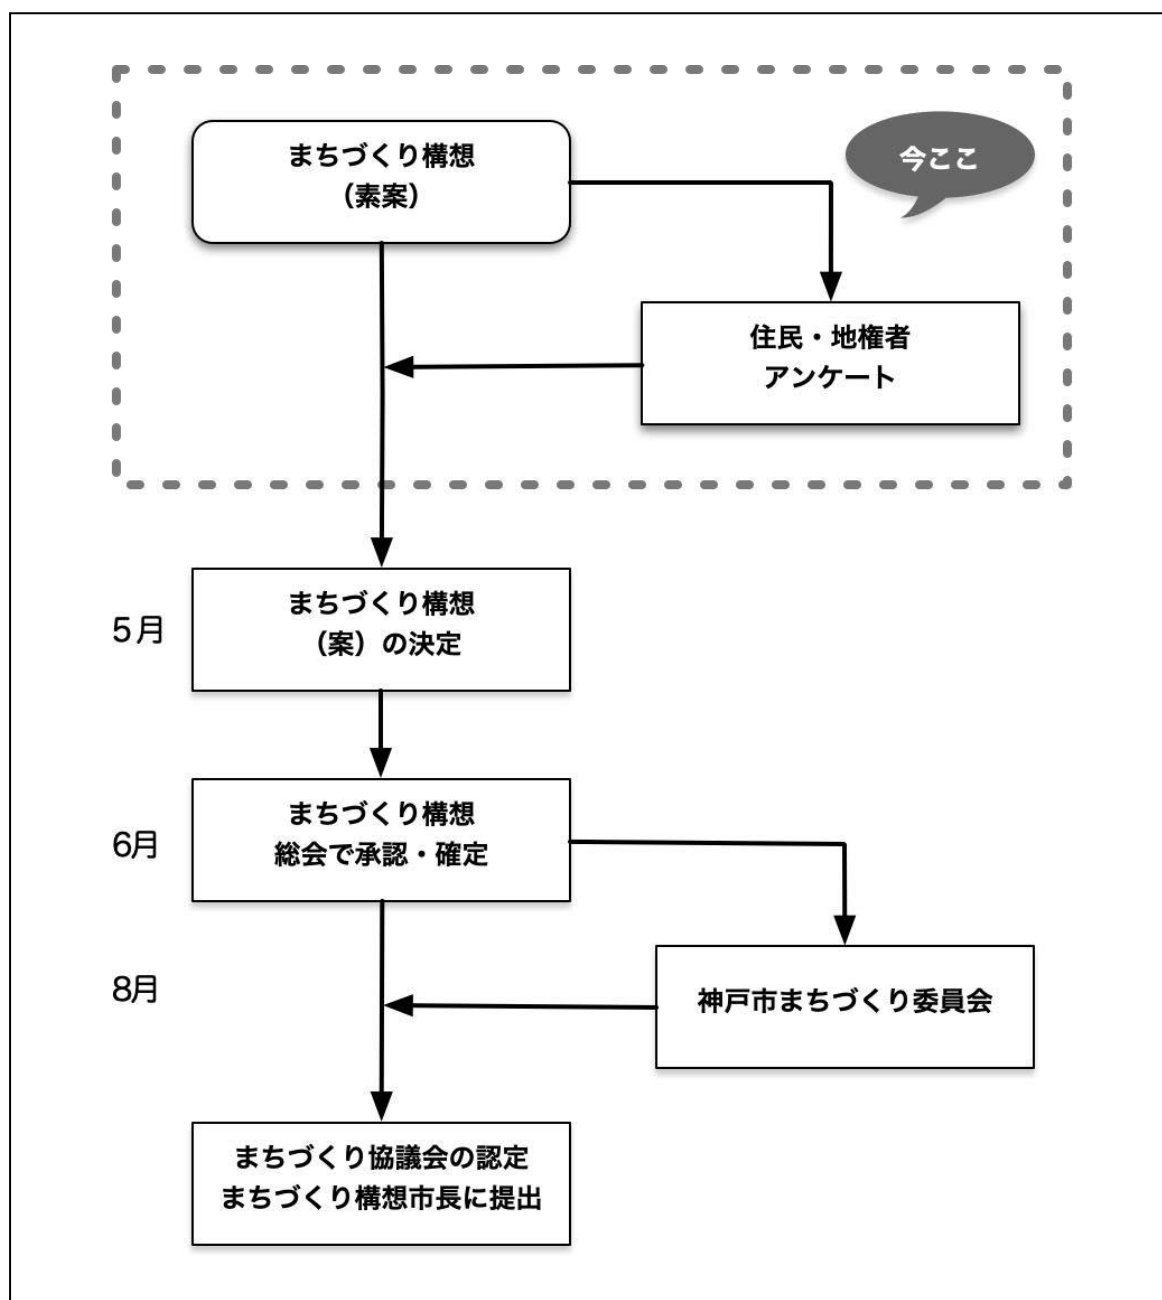 まちづくり構想
（素案）
今ここ
住民・地権者
アンケート
5月
まちづくり構想
（案）の決定
6月
まちづくり構想
総会で承認・確定
8月
神戸市まちづくり委員会
まちづくり協議会の認定
まちづくり構想市長に提出